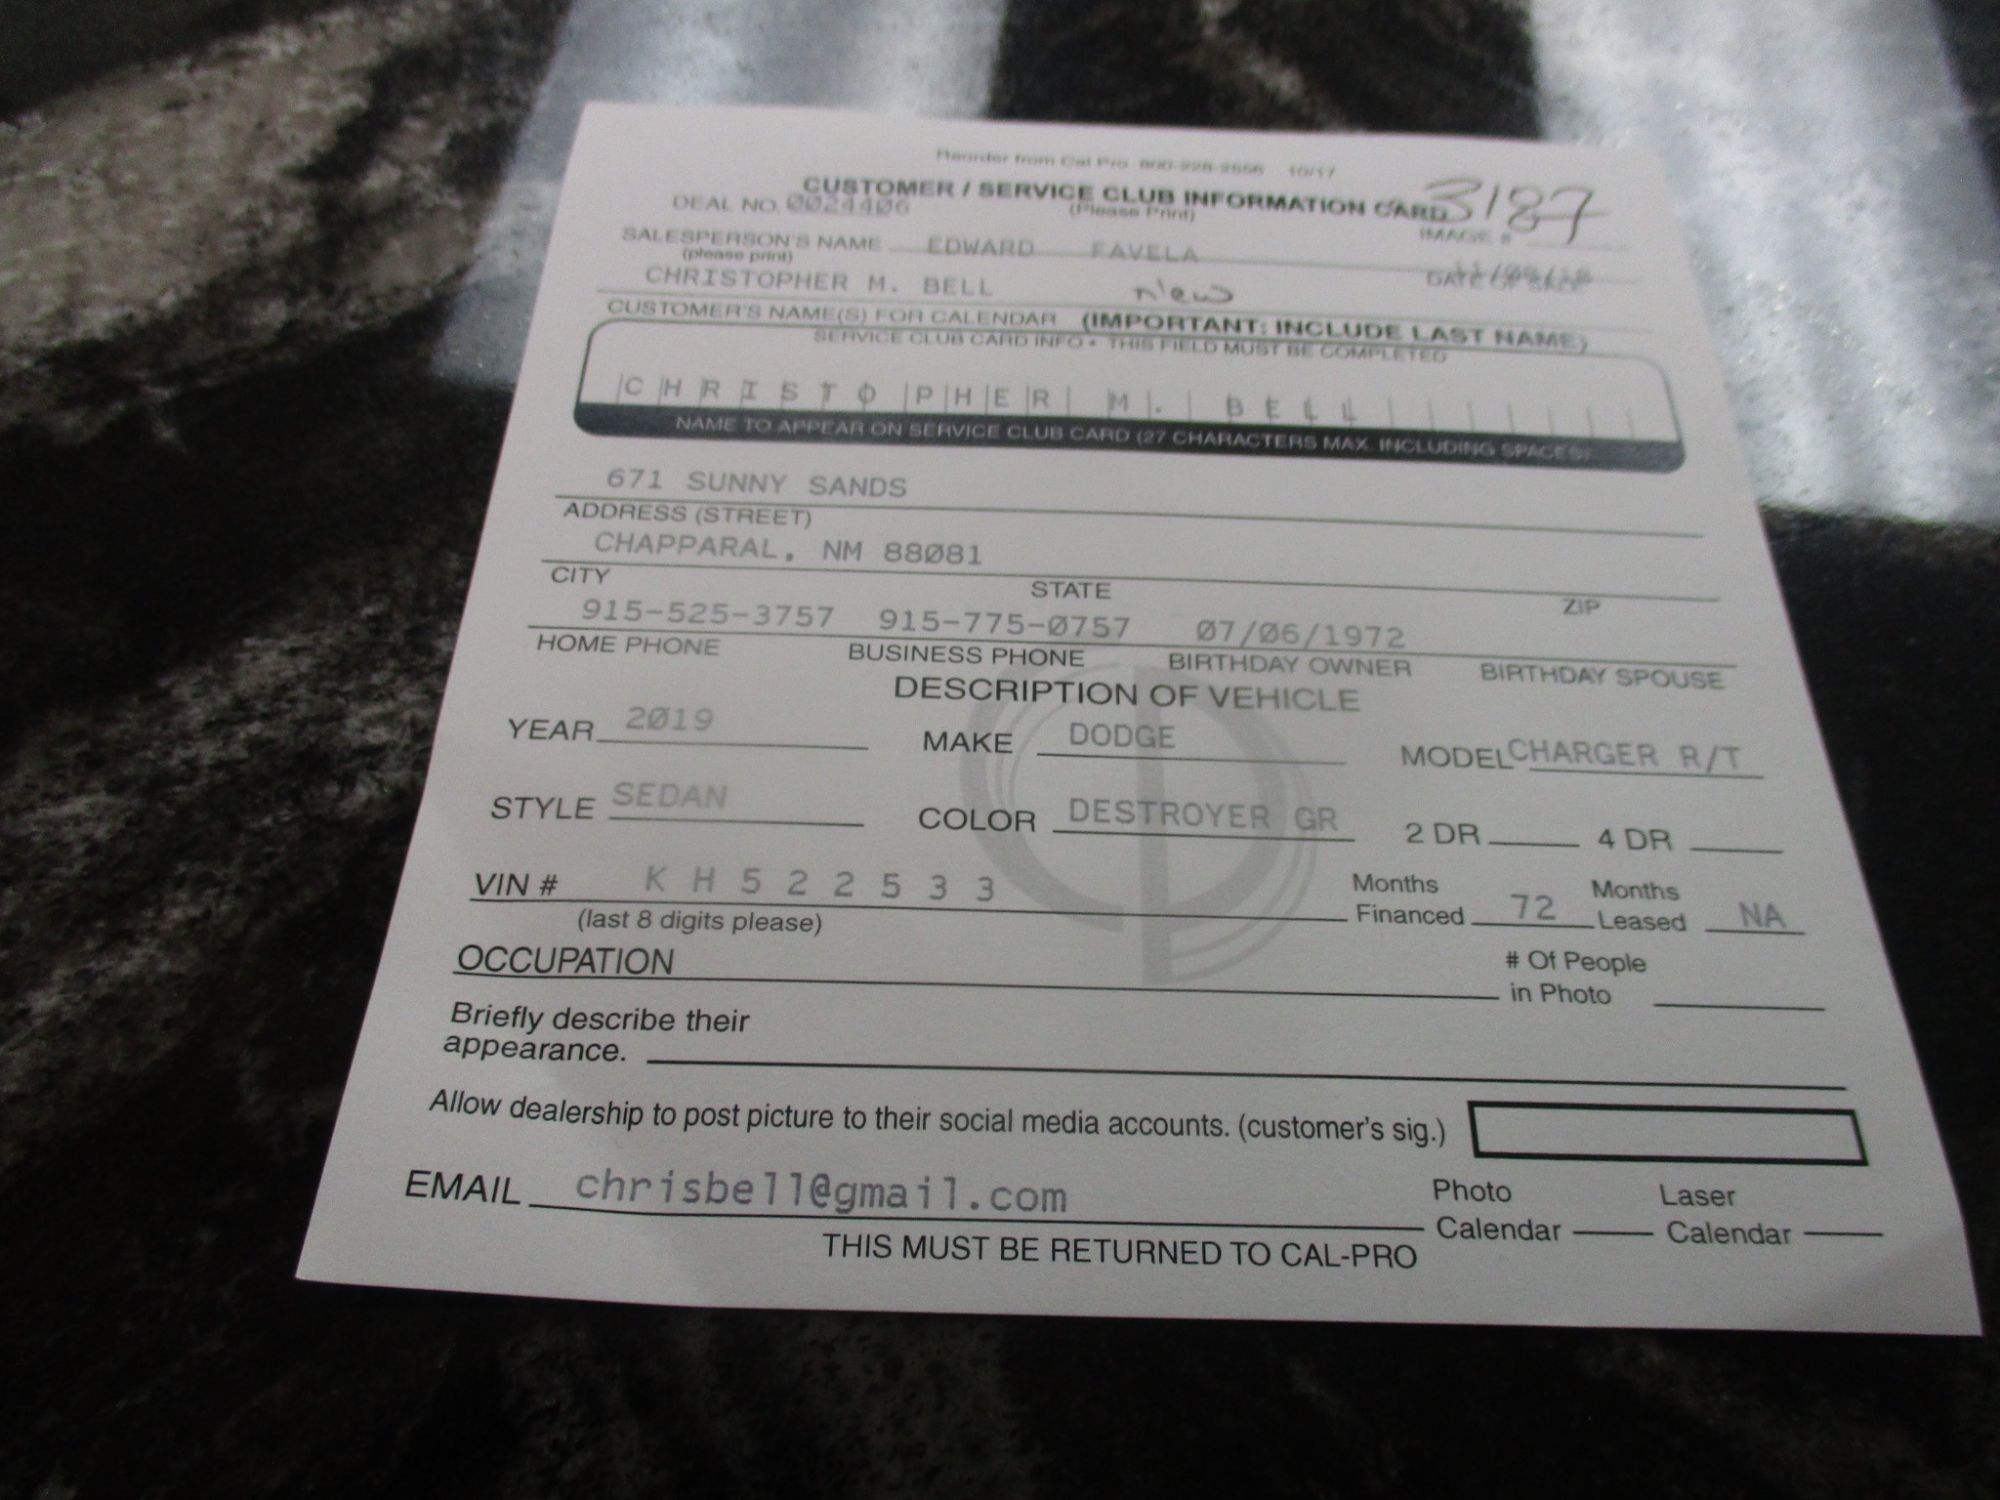 Reorder from Cal Pro 800-228-2556 10/17
CUSTOMER / SERVICE CLUB INFORMATION CARD 3187
DEAL NO. 0024406 (Please Print) IMAGE #
SALESPERSON'S NAME EDWARD FAVELA
(please print)
CHRISTOPHER M. BELL New DATE OF SALE
CUSTOMER'S NAME(S) FOR CALENDAR (IMPORTANT: INCLUDE LAST NAME)
SERVICE CLUB CARD INFO • THIS FIELD MUST BE COMPLETED
CHRISTOPHER M. BELL
NAME TO APPEAR ON SERVICE CLUB CARD (27 CHARACTERS MAX. INCLUDING SPACES)
671 SUNNY SANDS
ADDRESS (STREET)
CHAPPARAL, NM 88081
CITY STATE ZIP
915-525-3757 915-775-0757 07/06/1972
HOME PHONE BUSINESS PHONE BIRTHDAY OWNER BIRTHDAY SPOUSE
DESCRIPTION OF VEHICLE
YEAR 2019 MAKE DODGE MODEL CHARGER R/T
STYLE SEDAN COLOR DESTROYER GR 2 DR 4 DR
VIN # KH522533 Months Financed 72 Months Leased NA
(last 8 digits please)
OCCUPATION # Of People in Photo
Briefly describe their
appearance.
Allow dealership to post picture to their social media accounts. (customer's sig.)
EMAIL chrisbell@gmail.com Photo Calendar Laser Calendar
THIS MUST BE RETURNED TO CAL-PRO